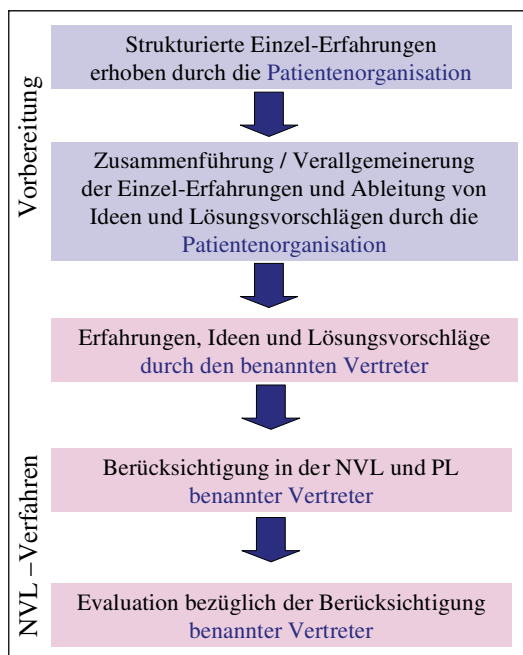 Vorbereitung
Strukturierte Einzel-Erfahrungen
erhoben durch die Patientenorganisation
Zusammenführung / Verallgemeinerung
der Einzel-Erfahrungen und Ableitung von
Ideen und Lösungsvorschlägen durch die
Patientenorganisation
NVL –Verfahren
Erfahrungen, Ideen und Lösungsvorschläge
durch den benannten Vertreter
Berücksichtigung in der NVL und PL
benannter Vertreter
Evaluation bezüglich der Berücksichtigung
benannter Vertreter